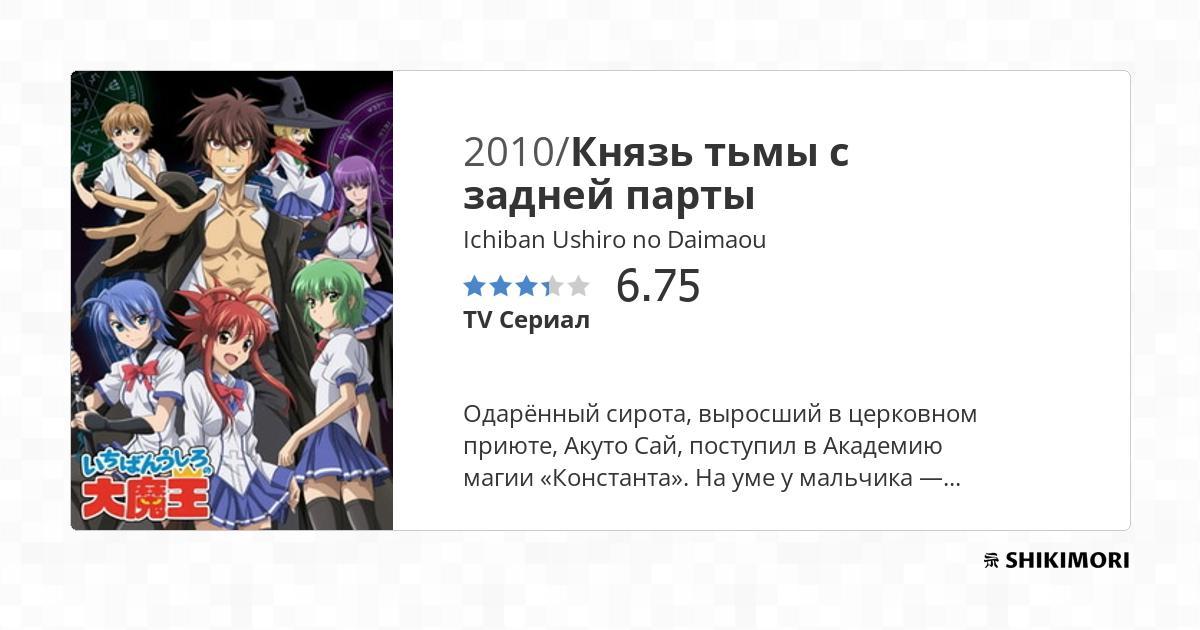 2010/Князь тьмы с
задней парты
Ichiban Ushiro no Daimaou
6.75
TV Сериал
Одарённый сирота, выросший в церковном
приюте, Акуто Сай, поступил в Академию
магии «Константа». На уме у мальчика —...
いちばんうしろの
大魔王
SHIKIMORI